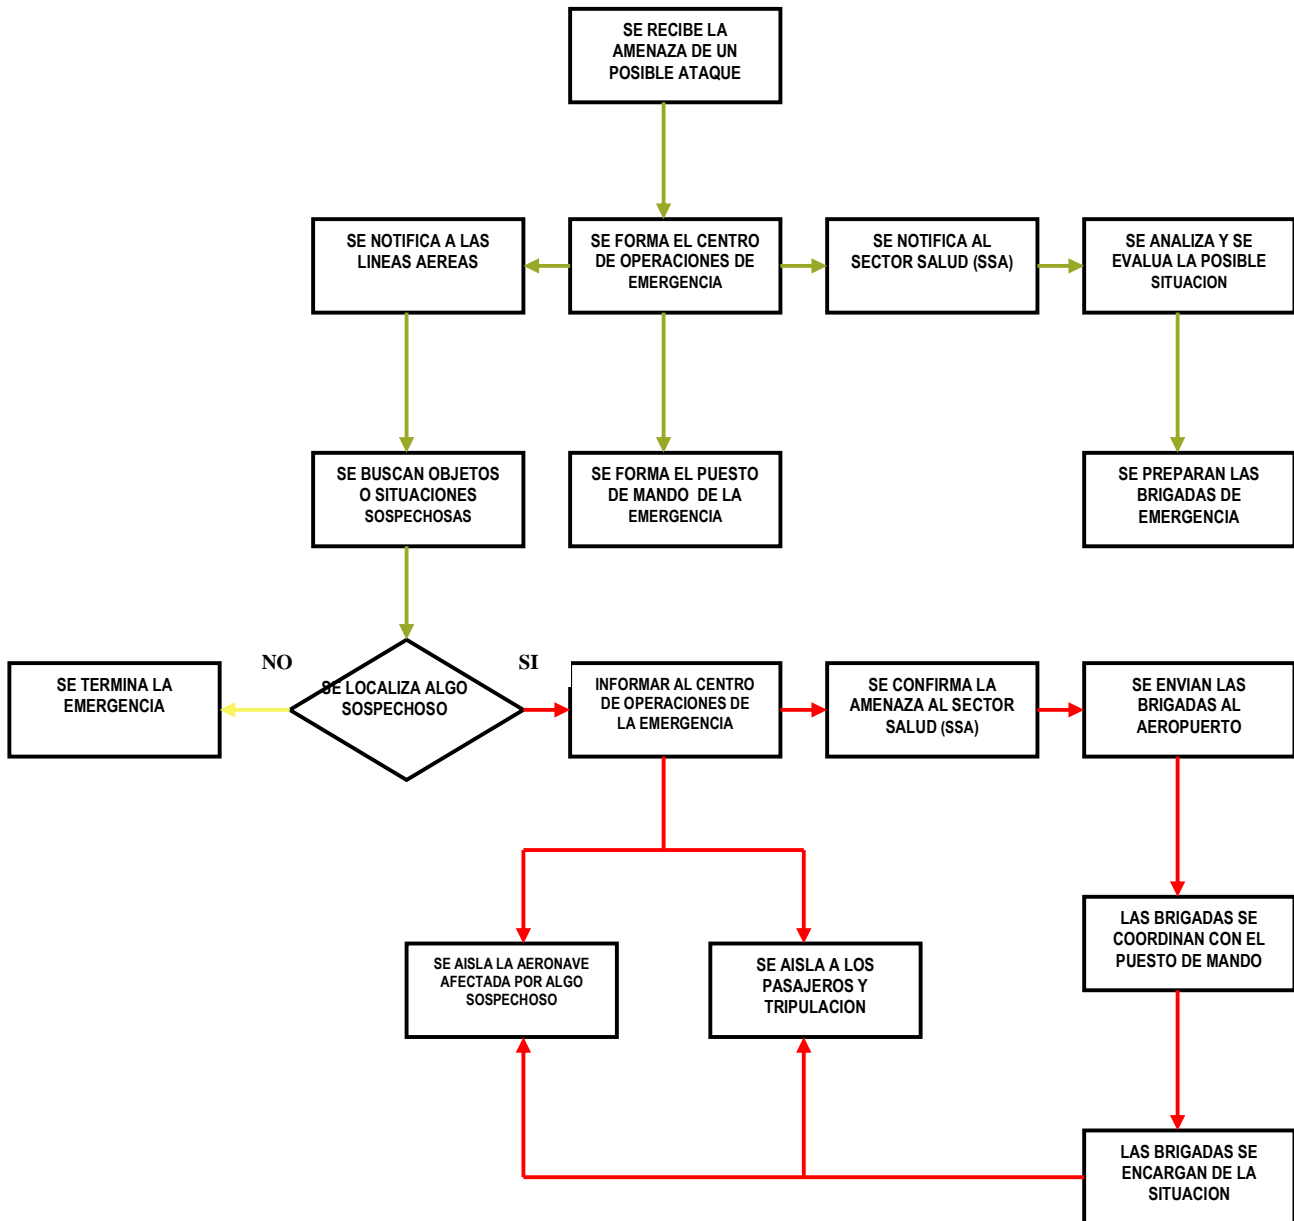 SE RECIBE LA
AMENAZA DE UN
POSIBLE ATAQUE
SE NOTIFICA A LAS
LINEAS AEREAS
SE FORMA EL CENTRO
DE OPERACIONES DE
EMERGENCIA
SE NOTIFICA AL
SECTOR SALUD (SSA)
SE ANALIZA Y SE
EVALUA LA POSIBLE
SITUACION
SE BUSCAN OBJETOS
O SITUACIONES
SOSPECHOSAS
SE FORMA EL PUESTO
DE MANDO DE LA
EMERGENCIA
SE PREPARAN LAS
BRIGADAS DE
EMERGENCIA
NO
SI
SE TERMINA LA
EMERGENCIA
SE LOCALIZA ALGO
SOSPECHOSO
INFORMAR AL CENTRO
DE OPERACIONES DE
LA EMERGENCIA
SE CONFIRMA LA
AMENAZA AL SECTOR
SALUD (SSA)
SE ENVIAN LAS
BRIGADAS AL
AEROPUERTO
SE AISLA LA AERONAVE
AFECTADA POR ALGO
SOSPECHOSO
SE AISLA A LOS
PASAJEROS Y
TRIPULACION
LAS BRIGADAS SE
COORDINAN CON EL
PUESTO DE MANDO
LAS BRIGADAS SE
ENCARGAN DE LA
SITUACION